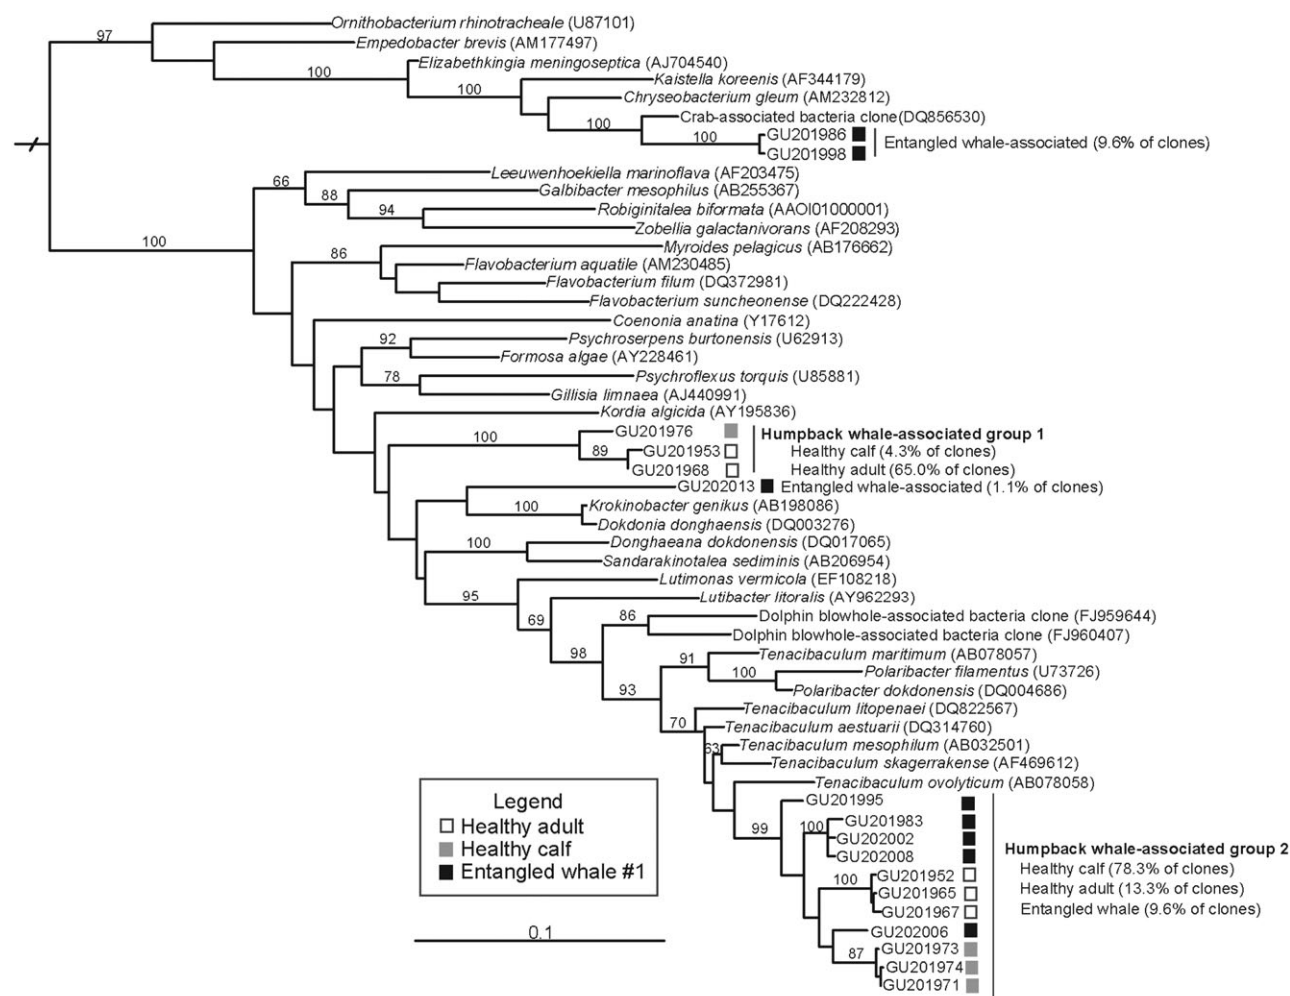 Ornithobacterium rhinotracheale (U87101)
97
Empedobacter brevis (AM177497)
Elizabethkingia meningoseptica (AJ704540)
100
Kaistella koreenis (AF344179)
100
Chryseobacterium gleum (AM232812)
Crab-associated bacteria clone(DQ856530)
100
100
GU201986
Entangled whale-associated (9.6% of clones)
GU201998
Leeuwenhoekiella marinoflava (AF203475)
66
Galbibacter mesophilus (AB255367)
88
Robiginitalea biformata (AAOI01000001)
94
Zobellia galactanivorans (AF208293)
100
Myroides pelagicus (AB176662)
86
Flavobacterium aquatile (AM230485)
Flavobacterium filum (DQ372981)
Flavobacterium suncheonense (DQ222428)
Coenonia anatina (Y17612)
92
Psychroserpens burtonensis (U62913)
Formosa algae (AY228461)
78
Psychroflexus torquis (U85881)
Gillisia limnaea (AJ440991)
Kordia algicida (AY195836)
100
GU201976
Humpback whale-associated group 1
89
GU201953
Healthy calf (4.3% of clones)
GU201968
Healthy adult (65.0% of clones)
GU202013
Entangled whale-associated (1.1% of clones)
100
Krokinobacter genikus (AB198086)
Dokdonia donghaensis (DQ003276)
100
Donghaeana dokdonensis (DQ017065)
Sandarakinotalea sediminis (AB206954)
95
Lutimonas vermicola (EF108218)
Lutibacter litoralis (AY962293)
69
86
Dolphin blowhole-associated bacteria clone (FJ959644)
Dolphin blowhole-associated bacteria clone (FJ960407)
98
91
Tenacibaculum maritimum (AB078057)
100
Polaribacter filamentus (U73726)
93
Polaribacter dokdonensis (DQ004686)
Tenacibaculum litopenaei (DQ822567)
70
Tenacibaculum aestuarii (DQ314760)
63
Tenacibaculum mesophilum (AB032501)
Tenacibaculum skagerrakense (AF469612)
Tenacibaculum ovolyticum (AB078058)
GU201995
99
100
GU201983
GU202002
GU202008
100
GU201952
GU201965
GU201967
GU202006
87
GU201973
GU201974
GU201971
Humpback whale-associated group 2
Healthy calf (78.3% of clones)
Healthy adult (13.3% of clones)
Entangled whale (9.6% of clones)
Legend
Healthy adult
Healthy calf
Entangled whale #1
0.1